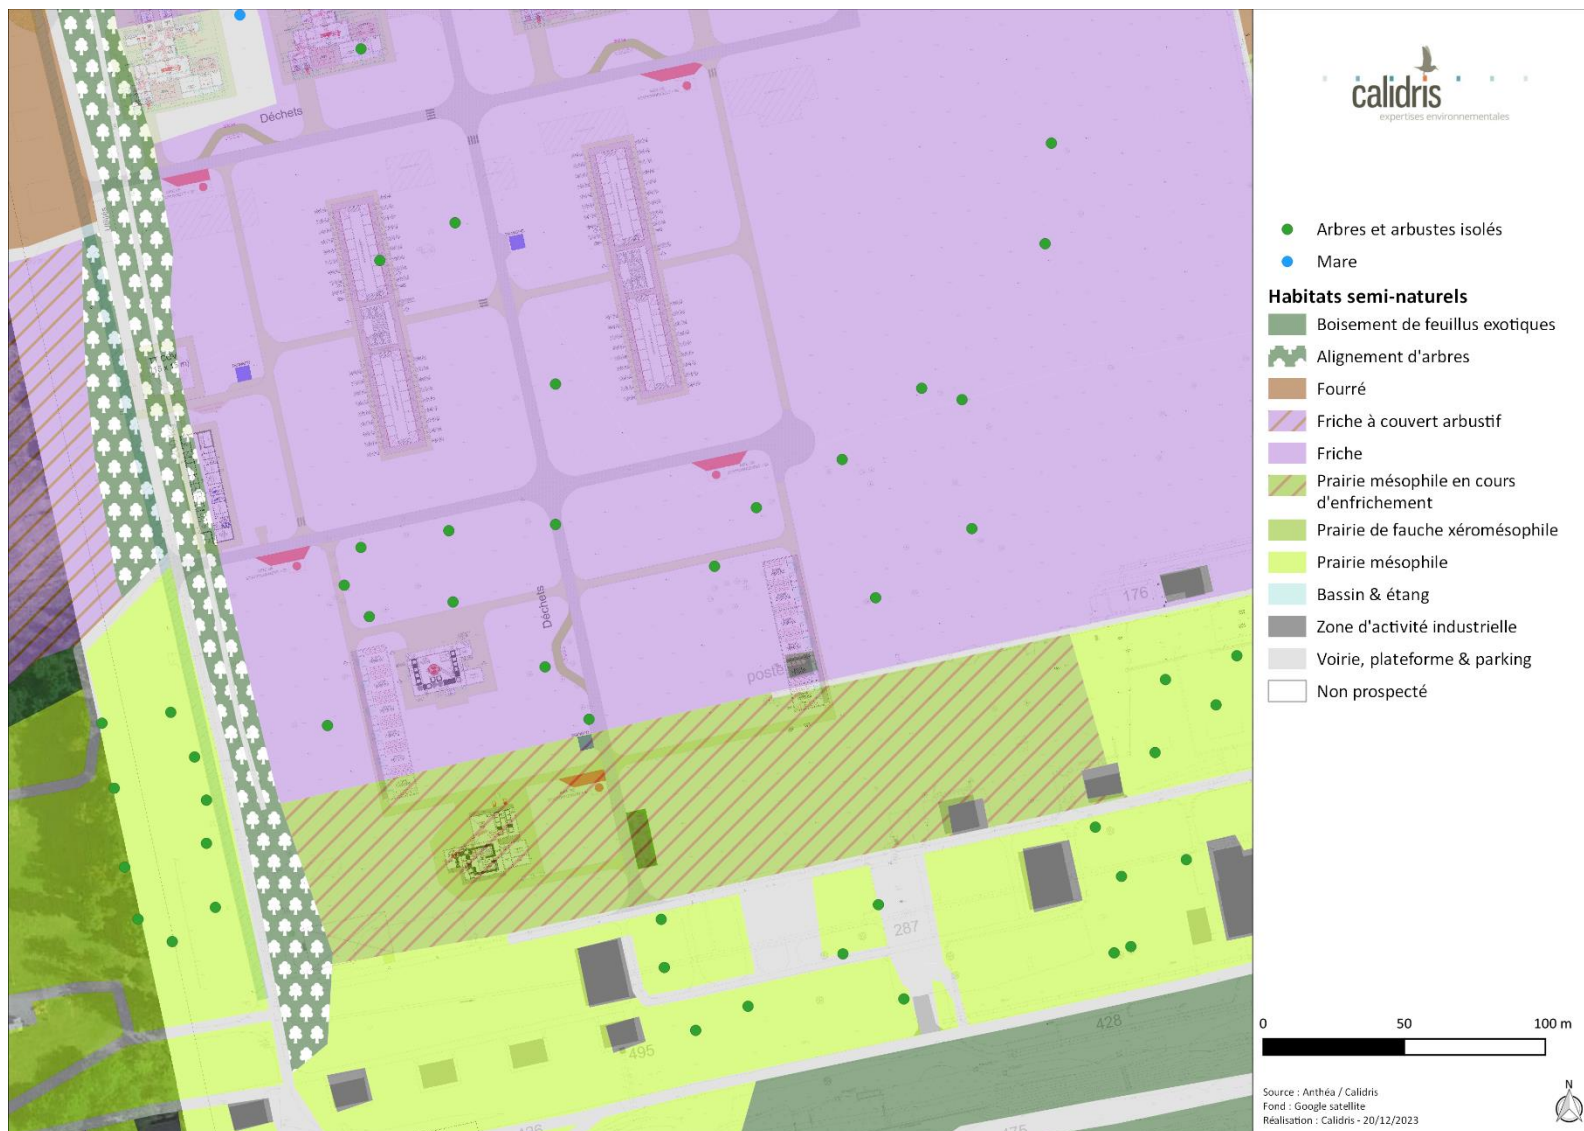 Déchets
Déchets
poste
176
287
428
495
calidris
expertises environnementales
Arbres et arbustes isolés
Mare
Habitats semi-naturels
Boisement de feuillus exotiques
Alignement d'arbres
Fourré
Friche à couvert arbustif
Friche
Prairie mésophile en cours
d'enfrichement
Prairie de fauche xéromésophile
Prairie mésophile
Bassin & étang
Zone d'activité industrielle
Voirie, plateforme & parking
Non prospecté
0 50 100 m
Source : Anthéa / Calidris
Fond : Google satellite
Réalisation : Calidris - 20/12/2023
N